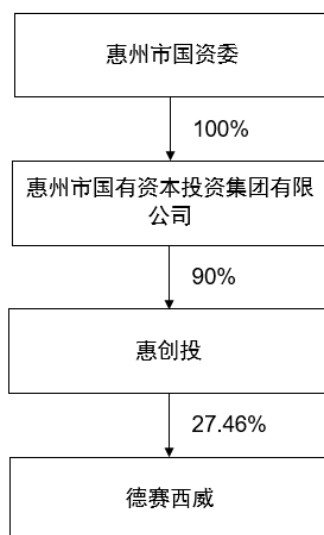 惠州市国资委
100%
惠州市国有资本投资集团有限
公司
90%
惠创投
27.46%
德赛西威